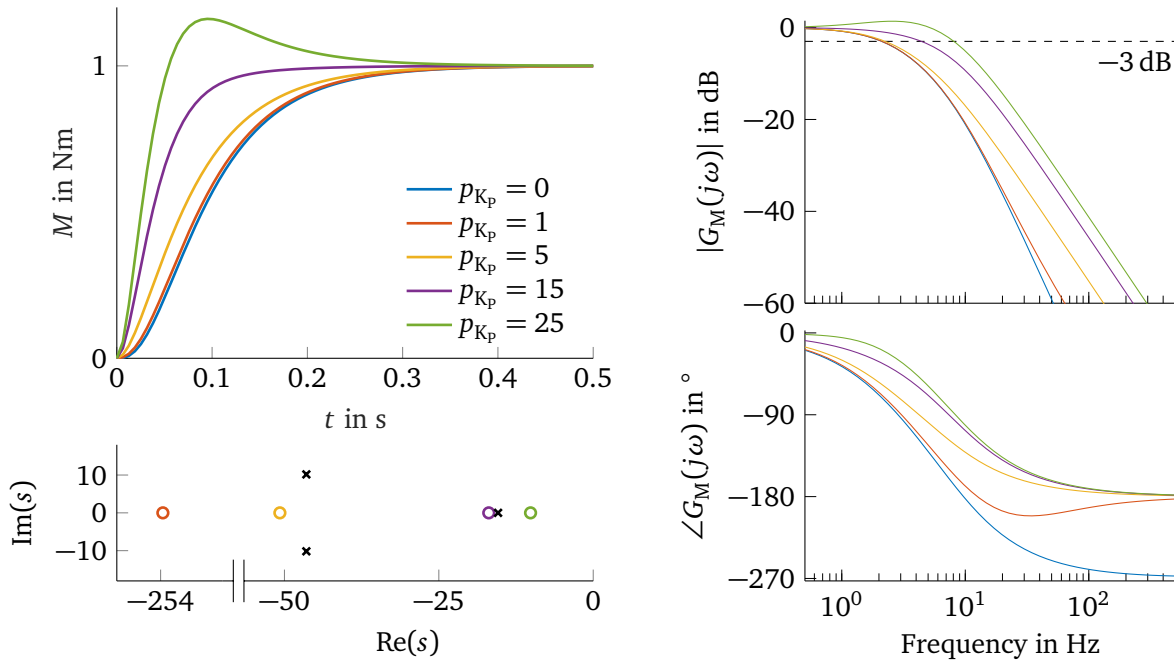 1
0
M in Nm
p_{K_P} = 0
p_{K_P} = 1
p_{K_P} = 5
p_{K_P} = 15
p_{K_P} = 25
0 0.1 0.2 0.3 0.4 0.5
t in s
10
0
−10
Im(s)
−254 −50 −25 0
Re(s)
0
−20
−40
−60
|G_M(jω)| in dB
−3 dB
0
−90
−180
−270
∠G_M(jω) in °
10^0 10^1 10^2
Frequency in Hz